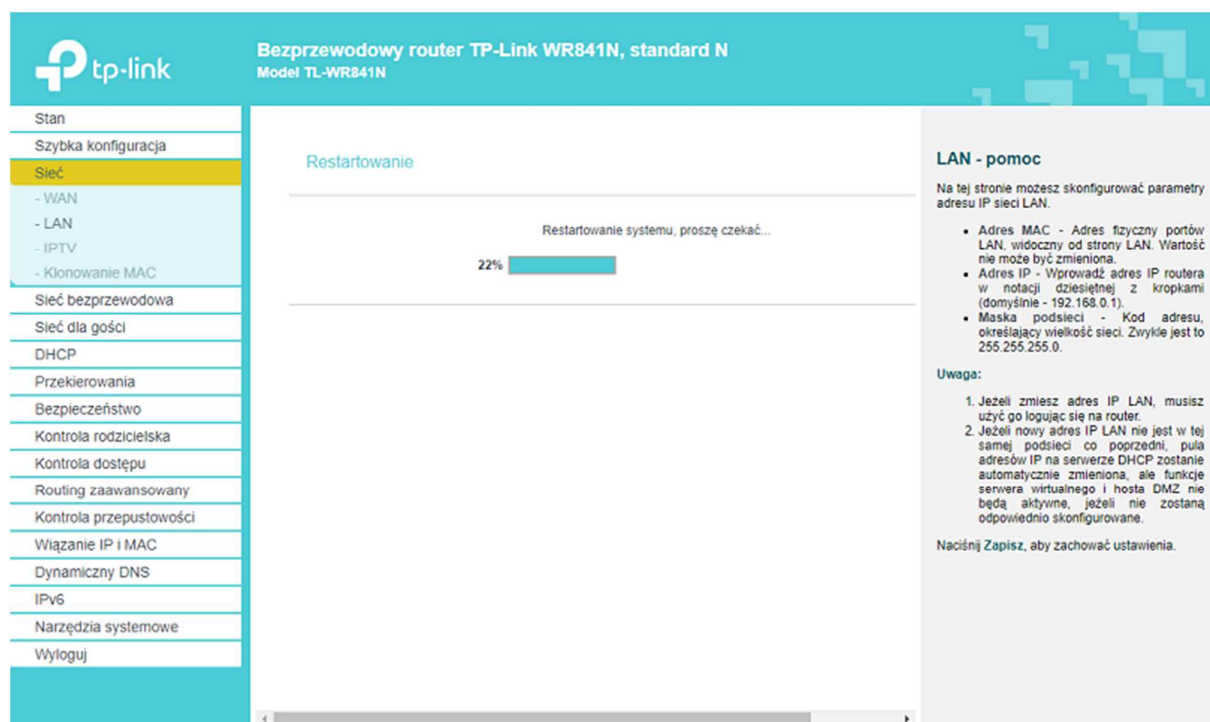 tp-link
Bezprzewodowy router TP-Link WR841N, standard N
Model TL-WR841N
Stan
Szybka konfiguracja
Sieć
- WAN
- LAN
- IPTV
- Klonowanie MAC
Sieć bezprzewodowa
Sieć dla gości
DHCP
Przekierowania
Bezpieczeństwo
Kontrola rodzicielska
Kontrola dostępu
Routing zaawansowany
Kontrola przepustowości
Wiązanie IP i MAC
Dynamiczny DNS
IPv6
Narzędzia systemowe
Wyloguj
Restartowanie
Restartowanie systemu, proszę czekać...
22%
LAN - pomoc
Na tej stronie możesz skonfigurować parametry
adresu IP sieci LAN.
• Adres MAC - Adres fizyczny portów
LAN, widoczny od strony LAN. Wartość
nie może być zmieniona.
• Adres IP - Wprowadź adres IP routera
w notacji dziesiętnej z kropkami
(domyślnie - 192.168.0.1).
• Maska podsieci - Kod adresu,
określający wielkość sieci. Zwykle jest to
255.255.255.0.
Uwaga:
1. Jeżeli zmiesz adres IP LAN, musisz
użyć go logując się na router.
2. Jeżeli nowy adres IP LAN nie jest w tej
samej podsieci co poprzedni, pula
adresów IP na serwerze DHCP zostanie
automatycznie zmieniona, ale funkcje
serwera wirtualnego i hosta DMZ nie
będą aktywne, jeżeli nie zostaną
odpowiednio skonfigurowane.
Naciśnij Zapisz, aby zachować ustawienia.